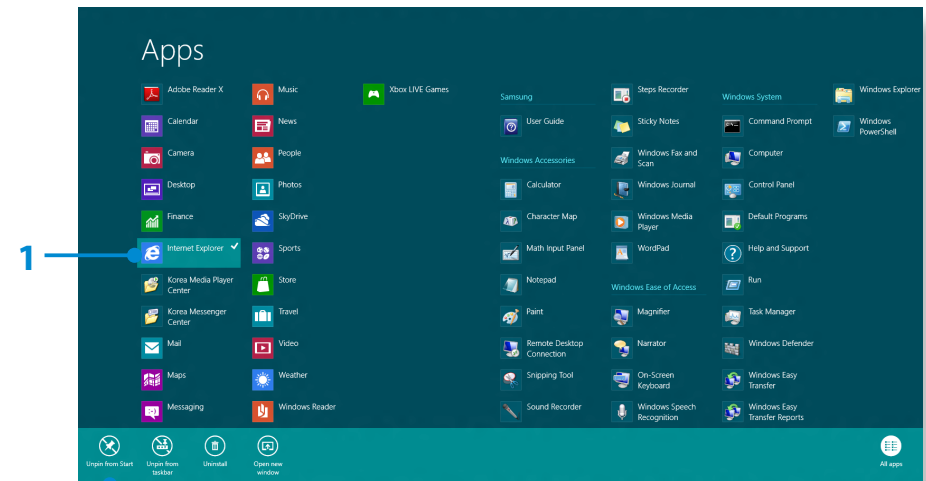 Apps
Adobe Reader X
Calendar
Camera
Desktop
Finance
1
Internet Explorer
Korea Media Player
Center
Korea Messenger
Center
Mail
Maps
Messaging
Music
News
People
Photos
SkyDrive
Sports
Store
Travel
Video
Weather
Windows Reader
Xbox LIVE Games
Samsung
User Guide
Windows Accessories
Calculator
Character Map
Math Input Panel
Notepad
Paint
Remote Desktop
Connection
Snipping Tool
Sound Recorder
Steps Recorder
Sticky Notes
Windows Fax and
Scan
Windows Journal
Windows Media
Player
WordPad
Windows Ease of Access
Magnifier
Narrator
On-Screen
Keyboard
Windows Speech
Recognition
Windows System
Command Prompt
Computer
Control Panel
Default Programs
Help and Support
Run
Task Manager
Windows Defender
Windows Easy
Transfer
Windows Easy
Transfer Reports
Windows Explorer
Windows
PowerShell
Unpin from Start
Unpin from
taskbar
Uninstall
Open new
window
All apps